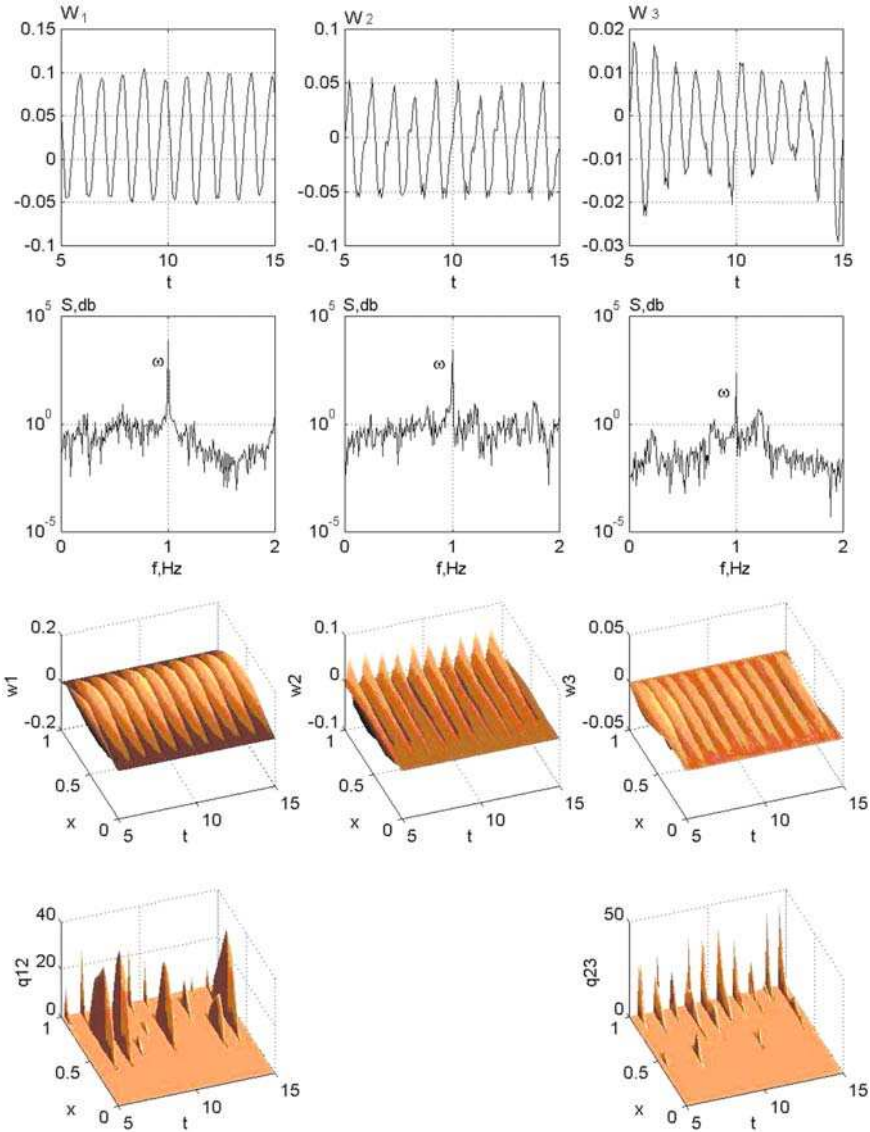 W 1
0.15
0.1
0.05
0
-0.05
-0.1
5 10 15
t
W 2
0.1
0.05
0
-0.05
0.1
5 10 15
t
W 3
0.02
0.01
0
-0.01
-0.02
-0.03
5 10 15
t
S,db
10^5
10^0
10^-5
ω
0 1 2
f,Hz
S,db
10^5
10^0
10^-5
ω
0 1 2
f,Hz
S,db
10^5
10^0
10^-5
ω
0 1 2
f,Hz
w1
0.2
0
-0.2
1
0.5
0
x
5 10 15
t
w2
0.1
0
-0.1
1
0.5
0
x
5 10 15
t
w3
0.05
0
-0.05
1
0.5
0
x
5 10 15
t
q12
40
20
0
1
0.5
0
x
5 10 15
t
q23
50
0
1
0.5
0
x
5 10 15
t